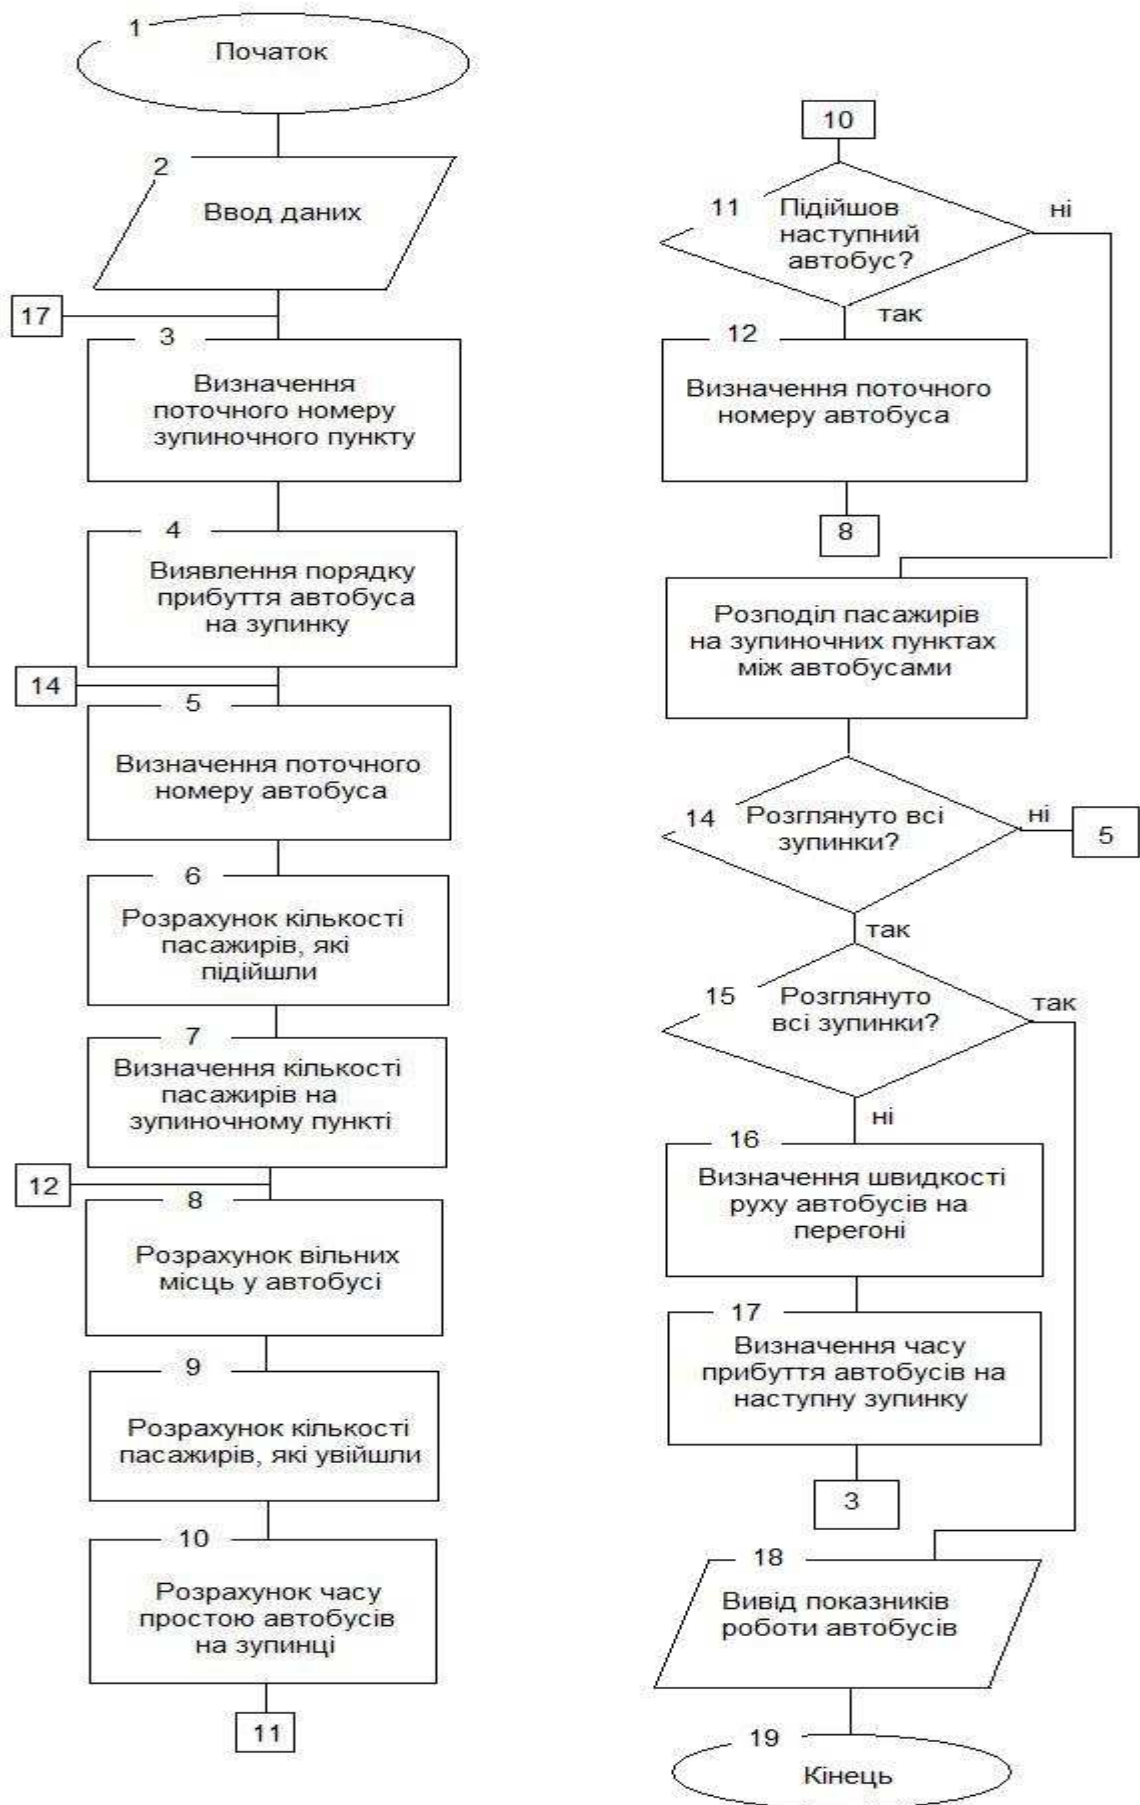 1
Початок
2
Ввод даних
17
3
Визначення
поточного номеру
зупиночного пункту
4
Виявлення порядку
прибуття автобуса
на зупинку
14
5
Визначення поточного
номеру автобуса
6
Розрахунок кількості
пасажирів, які
підійшли
7
Визначення кількості
пасажирів на
зупиночному пункті
12
8
Розрахунок вільних
місць у автобусі
9
Розрахунок кількості
пасажирів, які увійшли
10
Розрахунок часу
простою автобусів
на зупинці
11
10
11
Підійшов
наступний
автобус?
ні
так
12
Визначення поточного
номеру автобуса
8
Розподіл пасажирів
на зупиночних пунктах
між автобусами
14
Розглянуто всі
зупинки?
ні
5
так
15
Розглянуто
всі зупинки?
так
ні
16
Визначення швидкості
руху автобусів на
перегоні
17
Визначення часу
прибуття автобусів на
наступну зупинку
3
18
Вивід показників
роботи автобусів
19
Кінець